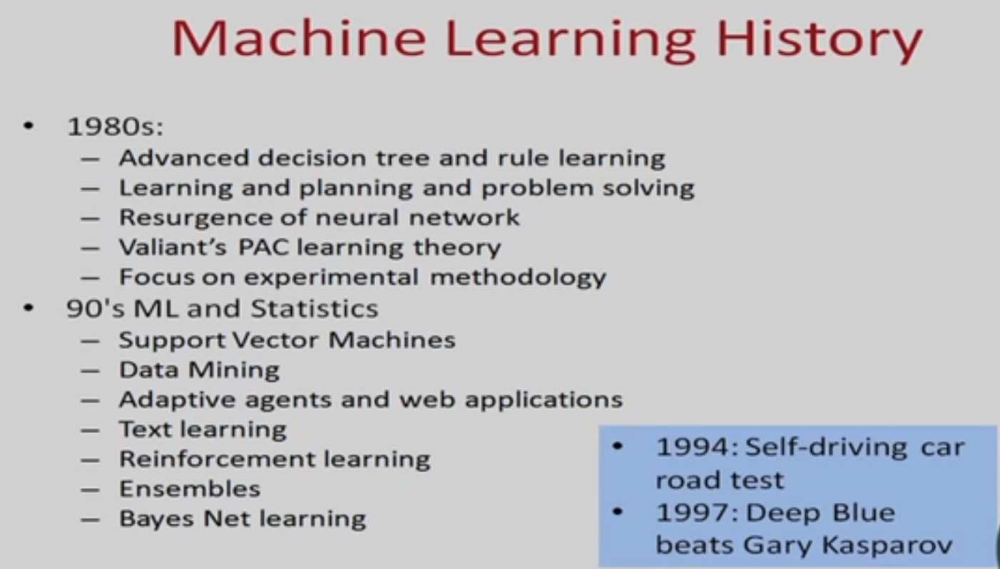 Machine Learning History
• 1980s:
– Advanced decision tree and rule learning
– Learning and planning and problem solving
– Resurgence of neural network
– Valiant’s PAC learning theory
– Focus on experimental methodology
• 90's ML and Statistics
– Support Vector Machines
– Data Mining
– Adaptive agents and web applications
– Text learning
– Reinforcement learning
– Ensembles
– Bayes Net learning
• 1994: Self-driving car
road test
• 1997: Deep Blue
beats Gary Kasparov